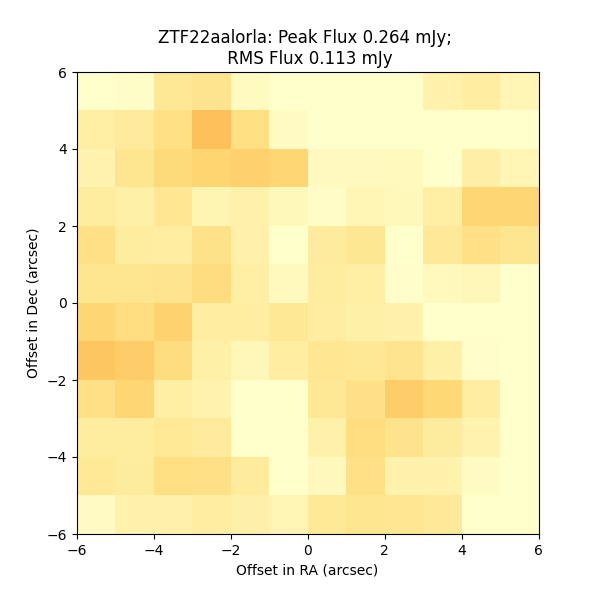 ZTF22aalorla: Peak Flux 0.264 mJy;
RMS Flux 0.113 mJy
6
4
2
0
−2
−4
−6
Offset in Dec (arcsec)
−6 −4 −2 0 2 4 6
Offset in RA (arcsec)